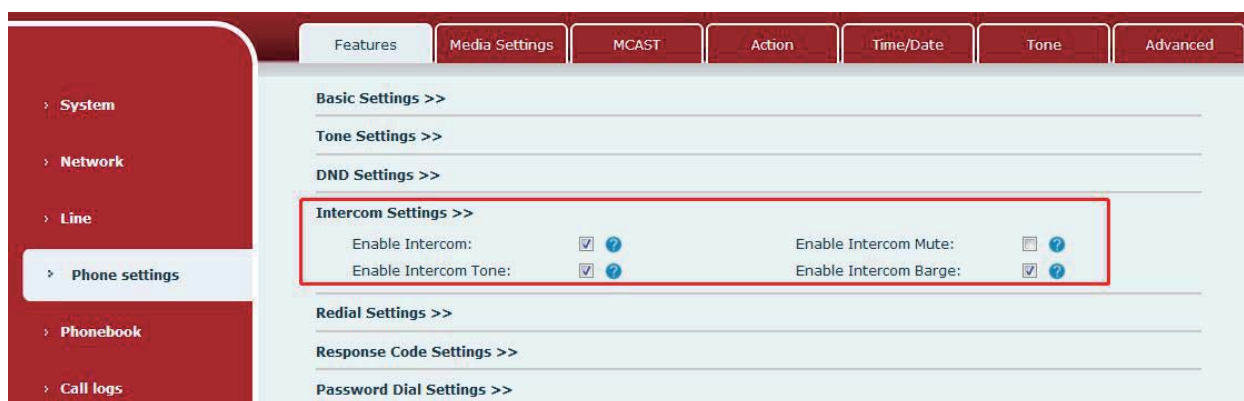 Features Media Settings MCAST Action Time/Date Tone Advanced
› System
› Network
› Line
› Phone settings
› Phonebook
› Call logs
Basic Settings >>
Tone Settings >>
DND Settings >>
Intercom Settings >>
Enable Intercom: ? Enable Intercom Mute: ?
Enable Intercom Tone: ? Enable Intercom Barge: ?
Redial Settings >>
Response Code Settings >>
Password Dial Settings >>